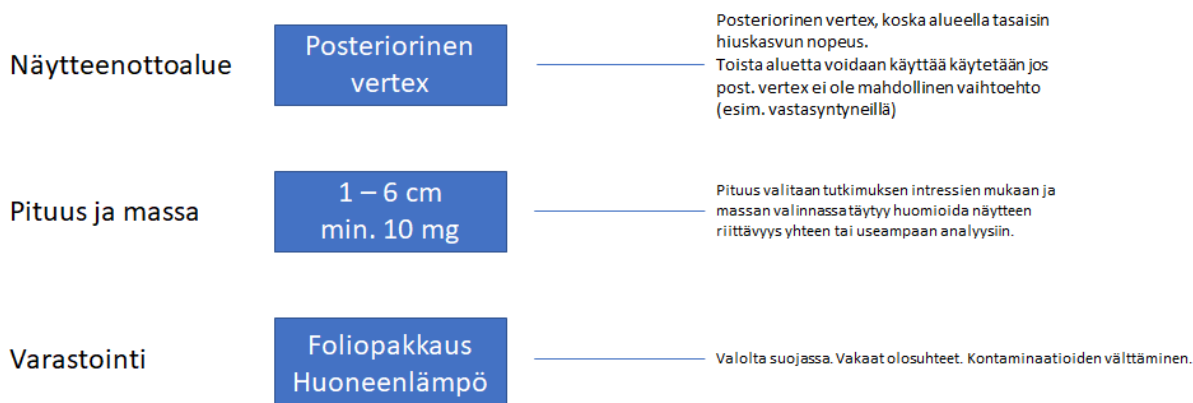 Näytteenottoalue
Posteriorinen
vertex
Posteriorinen vertex, koska alueella tasaisin
hiuskasvun nopeus.
Toista aluetta voidaan käyttää käytetään jos
post. vertex ei ole mahdollinen vaihtoehto
(esim. vastasyntyneillä)
Pituus ja massa
1 – 6 cm
min. 10 mg
Pituus valitaan tutkimuksen intressien mukaan ja
massan valinnassa täytyy huomioida näytteen
riittävyys yhteen tai useampaan analyysiin.
Varastointi
Foliopakkaus
Huoneenlämpö
Valolta suojassa. Vakaat olosuhteet. Kontaminaatioiden välttäminen.